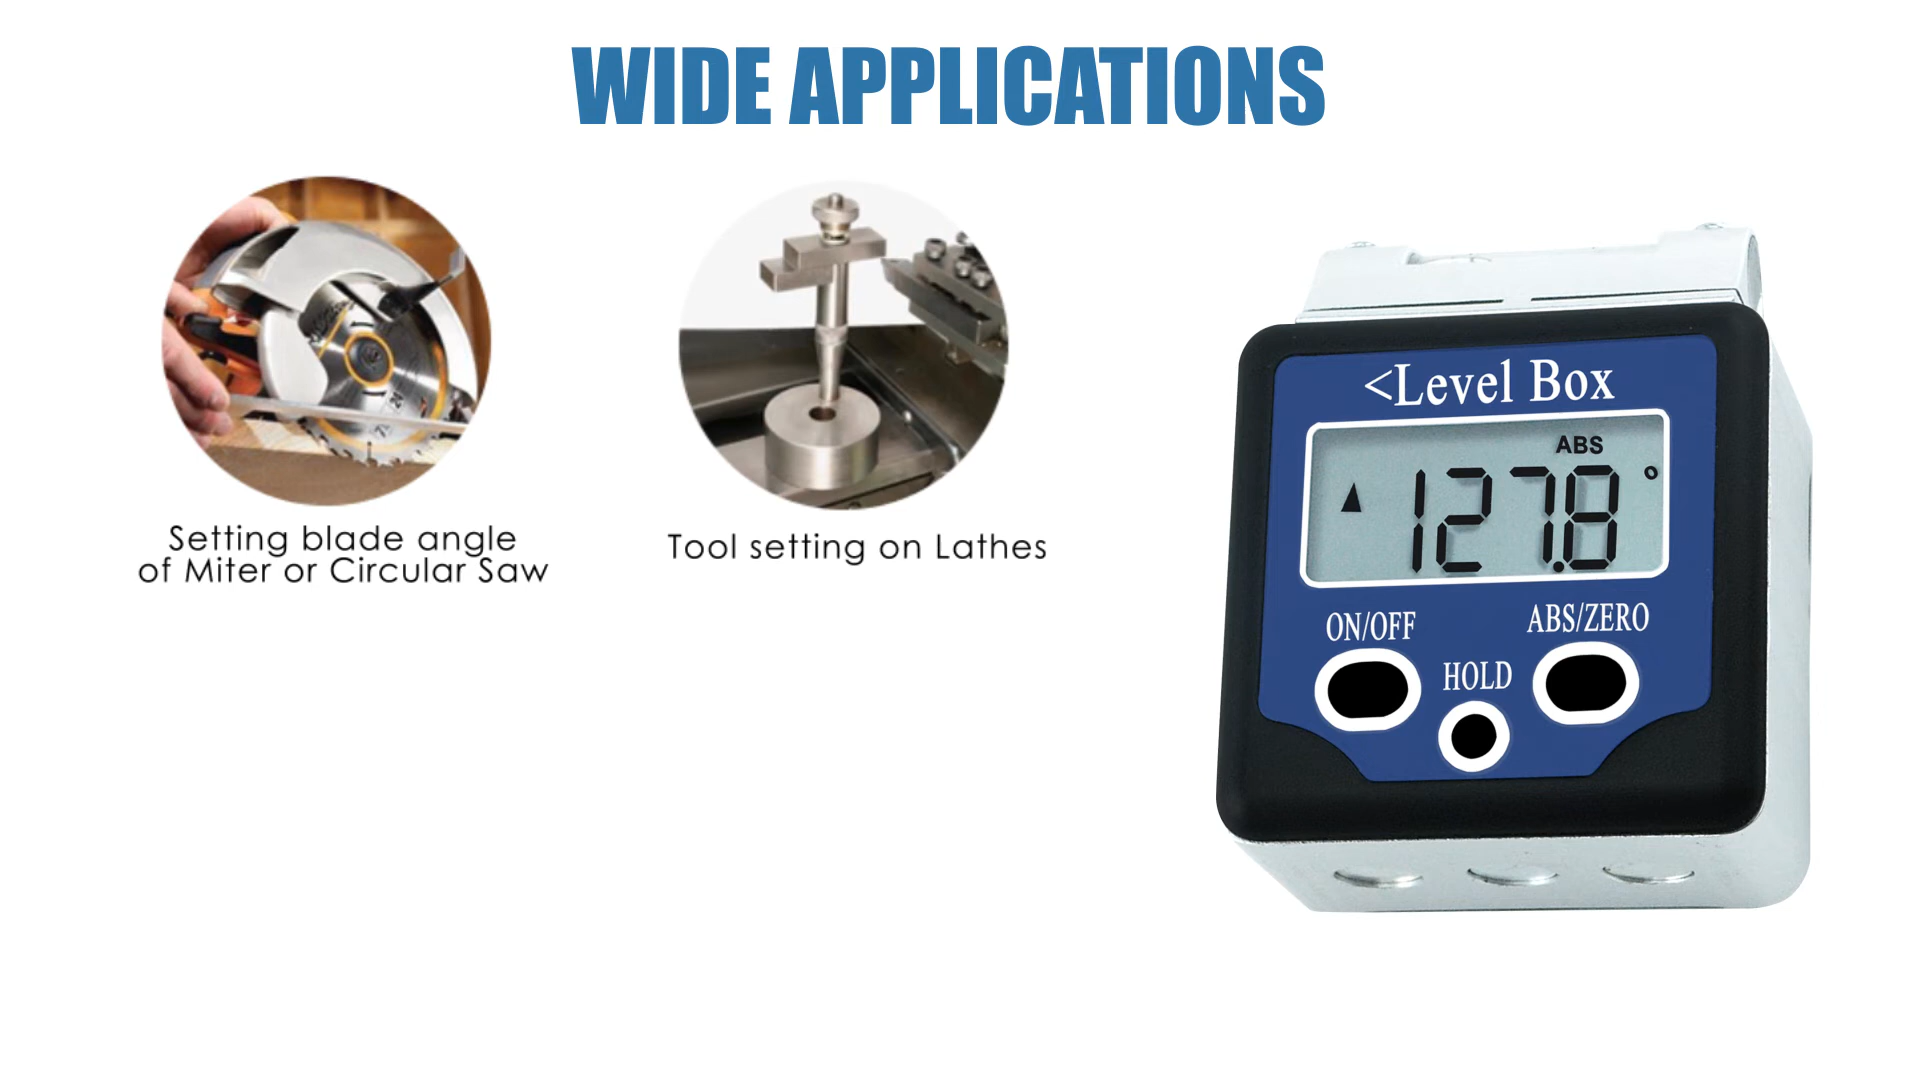 WIDE APPLICATIONS
Setting blade angle
of Miter or Circular Saw
Tool setting on Lathes
<Level Box
ABS
127.8°
ON/OFF
ABS/ZERO
HOLD